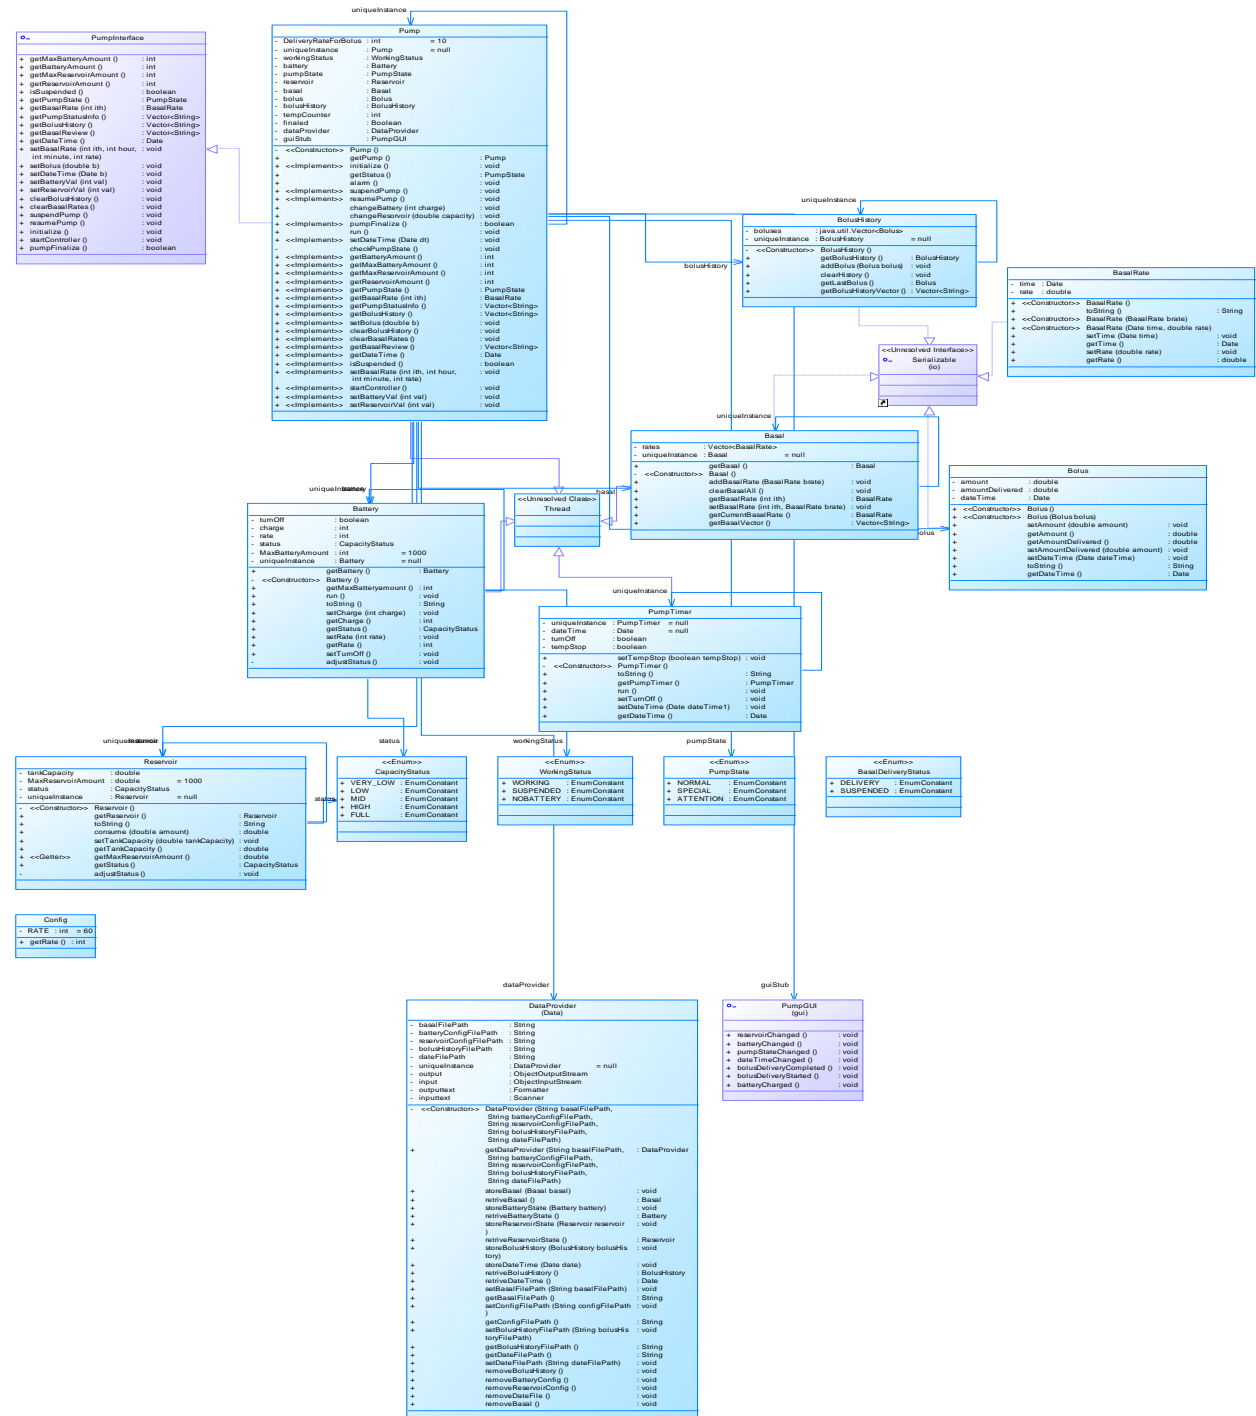 uniqueInstance
PumpInterface
+ getMaxBatteryAmount () : int
+ getBatteryAmount () : int
+ getMaxReservoirAmount () : int
+ getReservoirAmount () : int
+ isSuspended () : boolean
+ getPumpState () : PumpState
+ getBasalRate (int ith) : BasalRate
+ getPumpStatusInfo () : Vector<String>
+ getBolusHistory () : Vector<String>
+ getBasalReview () : Vector<String>
+ getDateTime () : Date
+ setBasalRate (int ith, int hour, : void
int minute, int rate)
+ setBolus (double b) : void
+ setDateTime (Date b) : void
+ setBatteryVal (int val) : void
+ setReservoirVal (int val) : void
+ clearBolusHistory () : void
+ clearBasalRates () : void
+ suspendPump () : void
+ resumePump () : void
+ initialize () : void
+ startController () : void
+ pumpFinalize () : boolean
Pump
- DeliveryRateForBolus : int = 10
- uniqueInstance : Pump = null
- workingStatus : WorkingStatus
- battery : Battery
- pumpState : PumpState
- reservoir : Reservoir
- basal : Basal
- bolus : Bolus
- bolusHistory : BolusHistory
- tempCounter : int
- finaled : Boolean
- dataProvider : DataProvider
- guiStub : PumpGUI
- <<Constructor>> Pump ()
+ getPump () : Pump
+ <<Implement>> initialize () : void
+ getStatus () : PumpState
+ alarm () : void
+ <<Implement>> suspendPump () : void
+ <<Implement>> resumePump () : void
+ changeBattery (int charge) : void
+ changeResorvoir (double capacity) : void
+ <<Implement>> pumpFinalize () : boolean
+ run () : void
+ <<Implement>> setDateTime (Date dt) : void
- checkPumpState () : void
+ <<Implement>> getBatteryAmount () : int
+ <<Implement>> getMaxBatteryAmount () : int
+ <<Implement>> getMaxReservoirAmount () : int
+ <<Implement>> getReservoirAmount () : int
+ <<Implement>> getPumpState () : PumpState
+ <<Implement>> getBasalRate (int ith) : BasalRate
+ <<Implement>> getPumpStatusInfo () : Vector<String>
+ <<Implement>> getBolusHistory () : Vector<String>
+ <<Implement>> setBolus (double b) : void
+ <<Implement>> clearBolusHistory () : void
+ <<Implement>> clearBasalRates () : void
+ <<Implement>> getBasalReview () : Vector<String>
+ <<Implement>> getDateTime () : Date
+ <<Implement>> isSuspended () : boolean
+ <<Implement>> setBasalRate (int ith, int hour, : void
int minute, int rate)
+ <<Implement>> startController () : void
+ <<Implement>> setBatteryVal (int val) : void
+ <<Implement>> setReservoirVal (int val) : void
uniqueInstance
bolusHistory
BolusHistory
- boluses : java.util.Vector<Bolus>
- uniqueInstance : BolusHistory = null
- <<Constructor>> BolusHistory ()
+ getBolusHistory () : BolusHistory
+ addBolus (Bolus bolus) : void
+ clearHistory () : void
+ getLastBolus () : Bolus
+ getBolusHistoryVector () : Vector<String>
BasalRate
- time : Date
- rate : double
+ <<Constructor>> BasalRate ()
+ toString () : String
+ <<Constructor>> BasalRate (BasalRate brate)
+ <<Constructor>> BasalRate (Date time, double rate)
+ setTime (Date time) : void
+ getTime () : Date
+ setRate (double rate) : void
+ getRate () : double
<<Unresolved Interface>>
Serializable
(io)
uniqueInstance
basal
Basal
- rates : Vector<BasalRate>
- uniqueInstance : Basal = null
+ getBasal () : Basal
- <<Constructor>> Basal ()
+ addBasalRate (BasalRate brate) : void
+ clearBasalAll () : void
+ getBasalRate (int ith) : BasalRate
+ setBasalRate (int ith, BasalRate brate) : void
+ getCurrentBasalRate () : BasalRate
+ getBasalVector () : Vector<String>
olus
Bolus
- amount : double
- amountDelivered : double
- dateTime : Date
+ <<Constructor>> Bolus ()
+ <<Constructor>> Bolus (Bolus bolus)
+ setAmount (double amount) : void
+ getAmount () : double
+ getAmountDelivered () : double
+ setAmountDelivered (double amount) : void
+ setDateTime (Date dateTime) : void
+ toString () : String
+ getDateTime () : Date
<<Unresolved Class>>
Thread
Battery
- turnOff : boolean
- charge : int
- rate : int
- status : CapacityStatus
- MaxBatteryAmount : int = 1000
- uniqueInstance : Battery = null
+ getBattery () : Battery
- <<Constructor>> Battery ()
+ getMaxBatteryamount () : int
+ run () : void
+ toString () : String
+ setCharge (int charge) : void
+ getCharge () : int
+ getStatus () : CapacityStatus
+ setRate (int rate) : void
+ getRate () : int
+ setTurnOff () : void
- adjustStatus () : void
uniqueInstance
PumpTimer
- uniqueInstance : PumpTimer = null
- dateTime : Date = null
- turnOff : boolean
- tempStop : boolean
+ setTempStop (boolean tempStop) : void
- <<Constructor>> PumpTimer ()
+ toString () : String
+ getPumpTimer () : PumpTimer
+ run () : void
+ setTurnOff () : void
+ setDateTime (Date dateTime1) : void
+ getDateTime () : Date
status
workingStatus
pumpState
Reservoir
- tankCapacity : double
- MaxReservoirAmount : double = 1000
- status : CapacityStatus
- uniqueInstance : Reservoir = null
- <<Constructor>> Reservoir ()
+ getReservoir () : Reservoir
+ toString () : String
+ consume (double amount) : double
+ setTankCapacity (double tankCapacity) : void
+ getTankCapacity () : double
+ <<Getter>> getMaxReservoirAmount () : double
+ getStatus () : CapacityStatus
- adjustStatus () : void
status
<<Enum>>
CapacityStatus
+ VERY_LOW : EnumConstant
+ LOW : EnumConstant
+ MID : EnumConstant
+ HIGH : EnumConstant
+ FULL : EnumConstant
<<Enum>>
WorkingStatus
+ WORKING : EnumConstant
+ SUSPENDED : EnumConstant
+ NOBATTERY : EnumConstant
<<Enum>>
PumpState
+ NORMAL : EnumConstant
+ SPECIAL : EnumConstant
+ ATTENTION : EnumConstant
<<Enum>>
BasalDeliveryStatus
+ DELIVERY : EnumConstant
+ SUSPENDED : EnumConstant
Config
- RATE : int = 60
+ getRate () : int
dataProvider
guiStub
DataProvider
(Data)
- basalFilePath : String
- batteryConfigFilePath : String
- reservoirConfigFilePath : String
- bolusHistoryFilePath : String
- dateFilePath : String
- uniqueInstance : DataProvider = null
- output : ObjectOutputStream
- input : ObjectInputStream
- outputtext : Formatter
- inputtext : Scanner
- <<Constructor>> DataProvider (String basalFilePath,
String batteryConfigFilePath,
String reservoirConfigFilePath,
String bolusHistoryFilePath,
String dateFilePath)
+ getDataProvider (String basalFilePath, : DataProvider
String batteryConfigFilePath,
String reservoirConfigFilePath,
String bolusHistoryFilePath,
String dateFilePath)
+ storeBasal (Basal basal) : void
+ retriveBasal () : Basal
+ storeBatteryState (Battery battery) : void
+ retriveBatteryState () : Battery
+ storeReservoirState (Reservoir reservoir : void
)
+ retriveReservoirState () : Reservoir
+ storeBolusHistory (BolusHistory bolusHis : void
tory)
+ storeDateTime (Date date) : void
+ retriveBolusHistory () : BolusHistory
+ retriveDateTime () : Date
+ setBasalFilePath (String basalFilePath) : void
+ getBasalFilePath () : String
+ setConfigFilePath (String configFilePath : void
)
+ getConfigFilePath () : String
+ setBolusHistoryFilePath (String bolusHis : void
toryFilePath)
+ getBolusHistoryFilePath () : String
+ getDateFilePath () : String
+ setDateFilePath (String dateFilePath) : void
+ removeBolusHistory () : void
+ removeBatteryConfig () : void
+ removeReservoirConfig () : void
+ removeDateFile () : void
+ removeBasal () : void
PumpGUI
(gui)
+ reservoirChanged () : void
+ batteryChanged () : void
+ pumpStateChanged () : void
+ dateTimeChanged () : void
+ bolusDeliveryCompleted () : void
+ bolusDeliveryStarted () : void
+ batteryCharged () : void